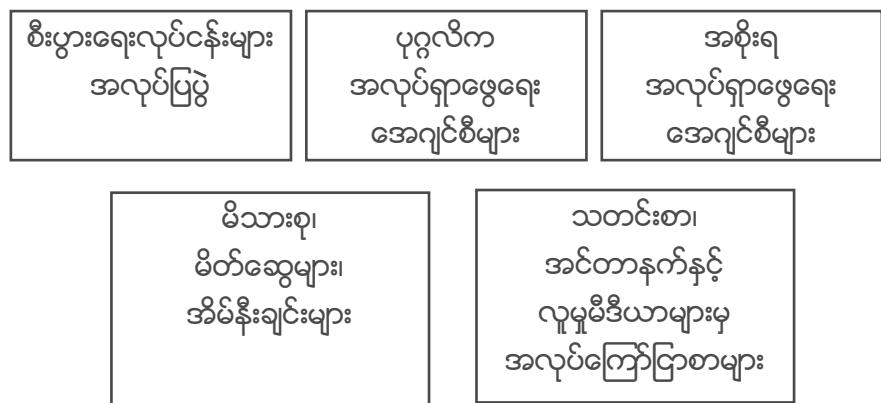 စီးပွားရေးလုပ်ငန်းများ
အလုပ်ပြပွဲ
ပုဂ္ဂလိက
အလုပ်ရှာဖွေရေး
အေဂျင်စီများ
အစိုးရ
အလုပ်ရှာဖွေရေး
အေဂျင်စီများ
မိသားစု၊
မိတ်ဆွေများ၊
အိမ်နီးချင်းများ
သတင်းစာ၊
အင်တာနက်နှင့်
လူမှုမီဒီယာများမှ
အလုပ်ကြော်ငြာစာများ